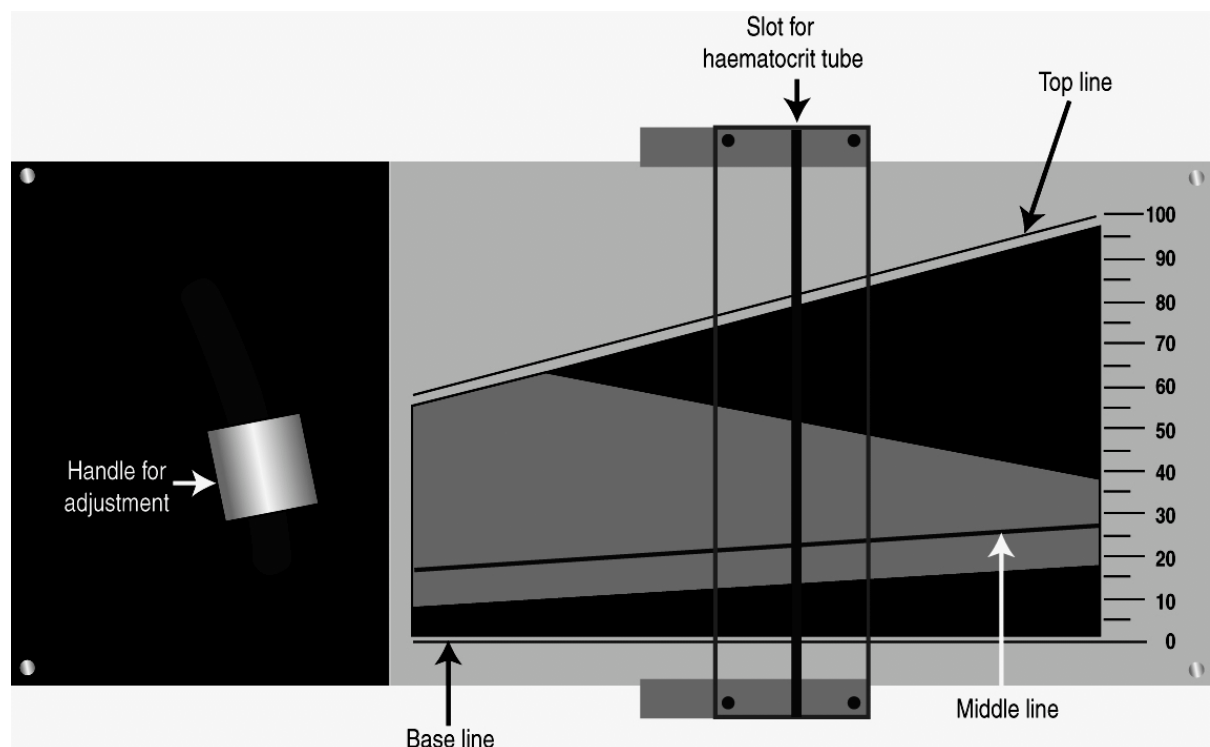 Slot for
haematocrit tube
Top line
100
90
80
70
60
50
40
30
20
10
0
Handle for
adjustment
Middle line
Base line